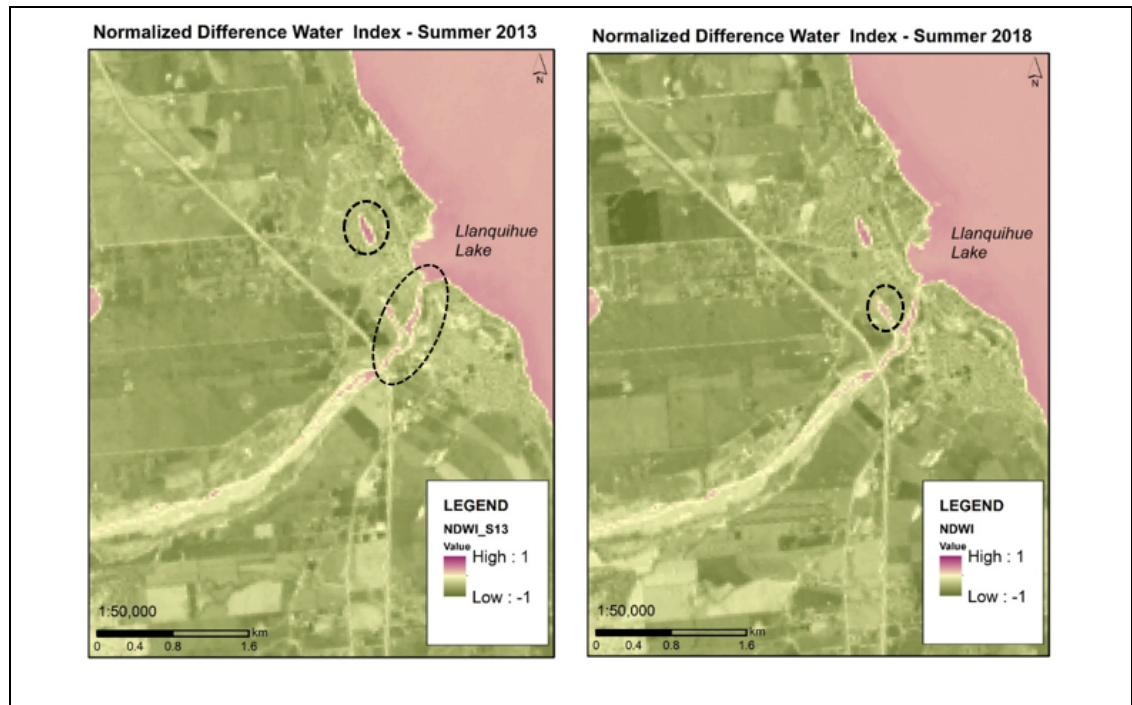 Normalized Difference Water Index - Summer 2013
N
Llanquihue
Lake
LEGEND
NDWI_S13
Value
High : 1
Low : -1
1:50,000
km
0 0.4 0.8 1.6
Normalized Difference Water Index - Summer 2018
N
Llanquihue
Lake
LEGEND
NDWI
Value
High : 1
Low : -1
1:50,000
km
0 0.4 0.8 1.6